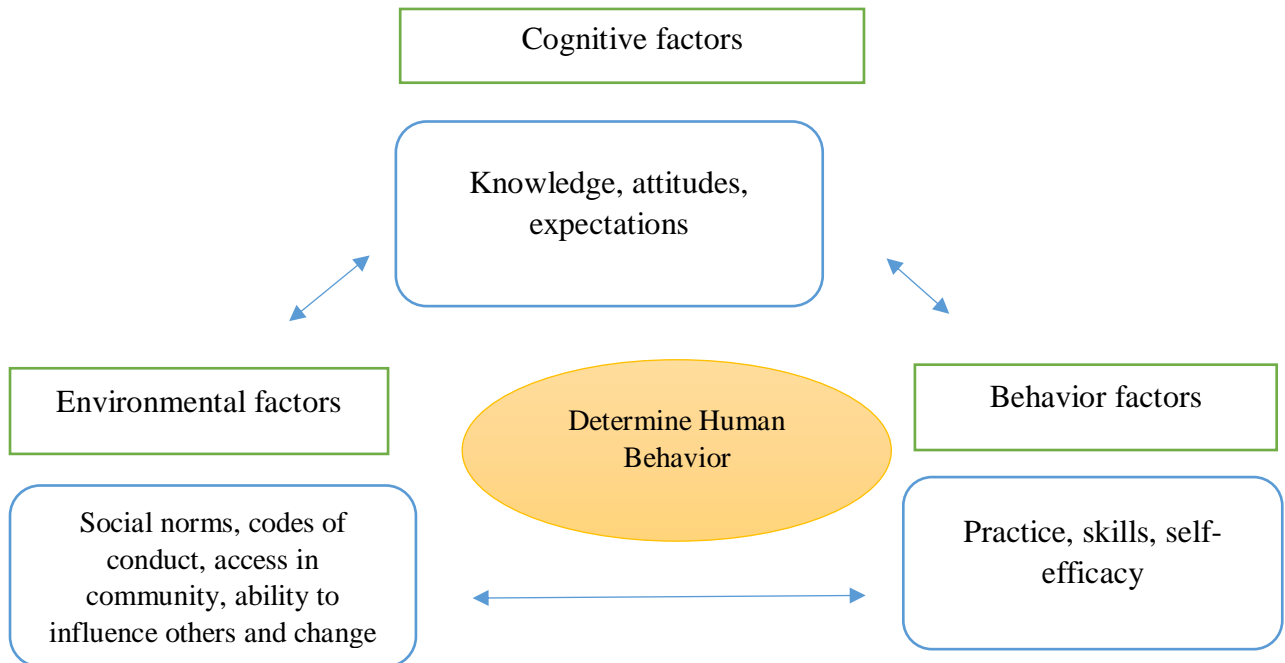 Cognitive factors
Knowledge, attitudes,
expectations
Environmental factors
Determine Human
Behavior
Behavior factors
Social norms, codes of
conduct, access in
community, ability to
influence others and change
Practice, skills, self-
efficacy